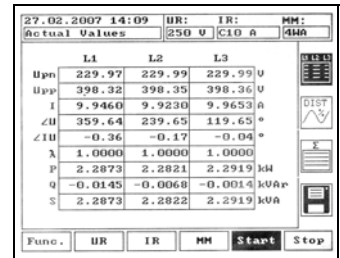 27.02.2007 14:09 UR: IR: MM:
Actual Values 250 V C10 A 4WA
L1 L2 L3
Upn 229.97 229.99 229.99 V
Upp 398.32 398.35 398.36 V
I 9.9460 9.9230 9.9653 A
∠U 359.64 239.65 119.65 °
∠IU -0.36 -0.17 -0.04 °
λ 1.0000 1.0000 1.0000
P 2.2873 2.2821 2.2919 kW
Q -0.0145 -0.0068 -0.0014 kVAr
S 2.2873 2.2822 2.2919 kVA
L1 L2 L3
DIST
%
Σ
Func. UR IR MM Start Stop